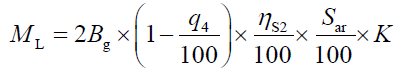 M_L = 2B_g × (1 − q_4/100) × η_S2/100 × S_ar/100 × K